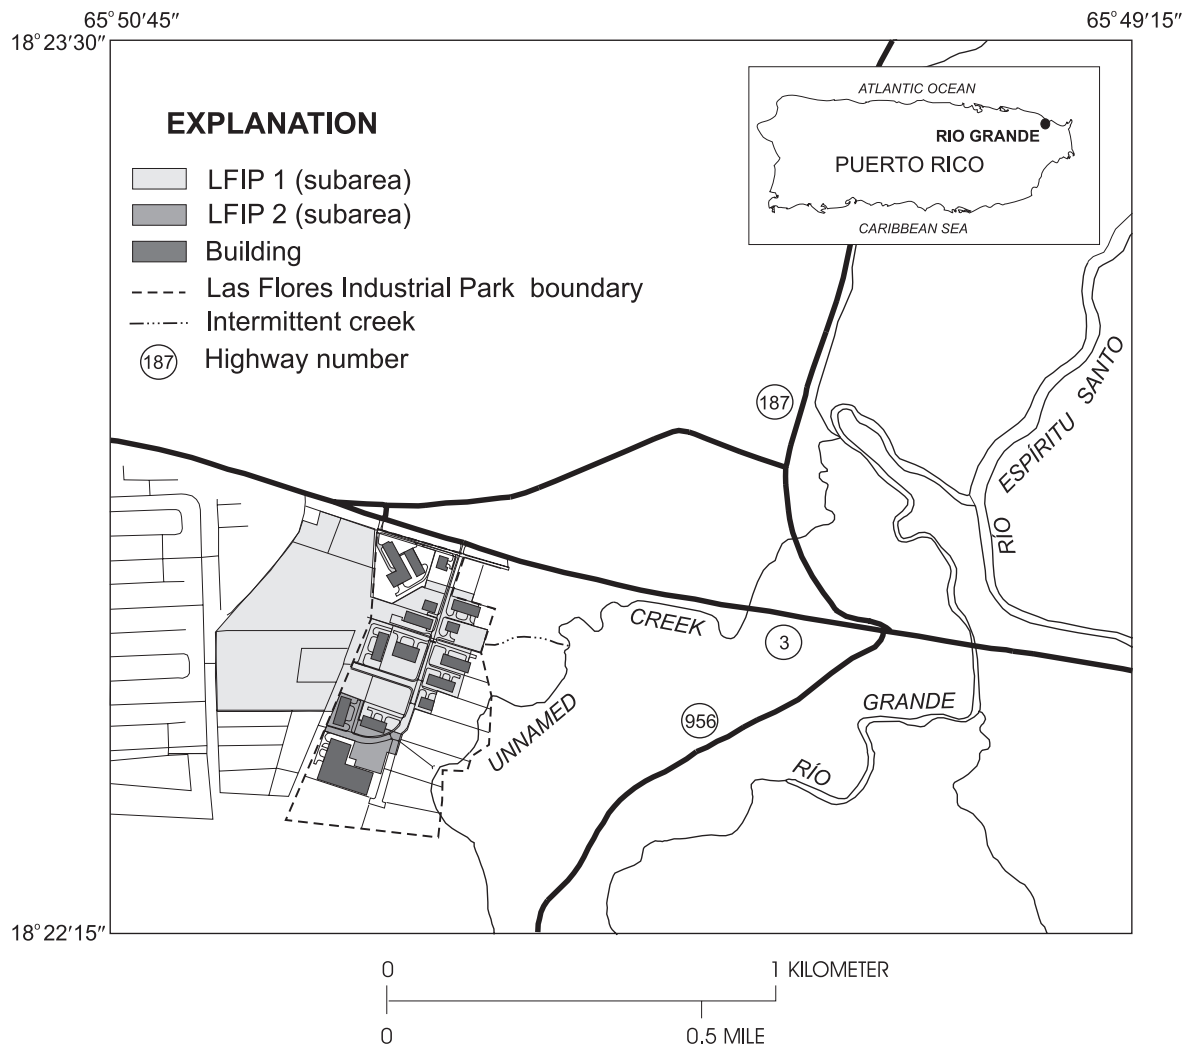 65°50′45″
65°49′15″
18°23′30″
EXPLANATION
LFIP 1 (subarea)
LFIP 2 (subarea)
Building
Las Flores Industrial Park boundary
Intermittent creek
187 Highway number
ATLANTIC OCEAN
RIO GRANDE
PUERTO RICO
CARIBBEAN SEA
187
RÍO ESPÍRITU SANTO
UNNAMED CREEK
3
956
RÍO GRANDE
18°22′15″
0 1 KILOMETER
0 0.5 MILE